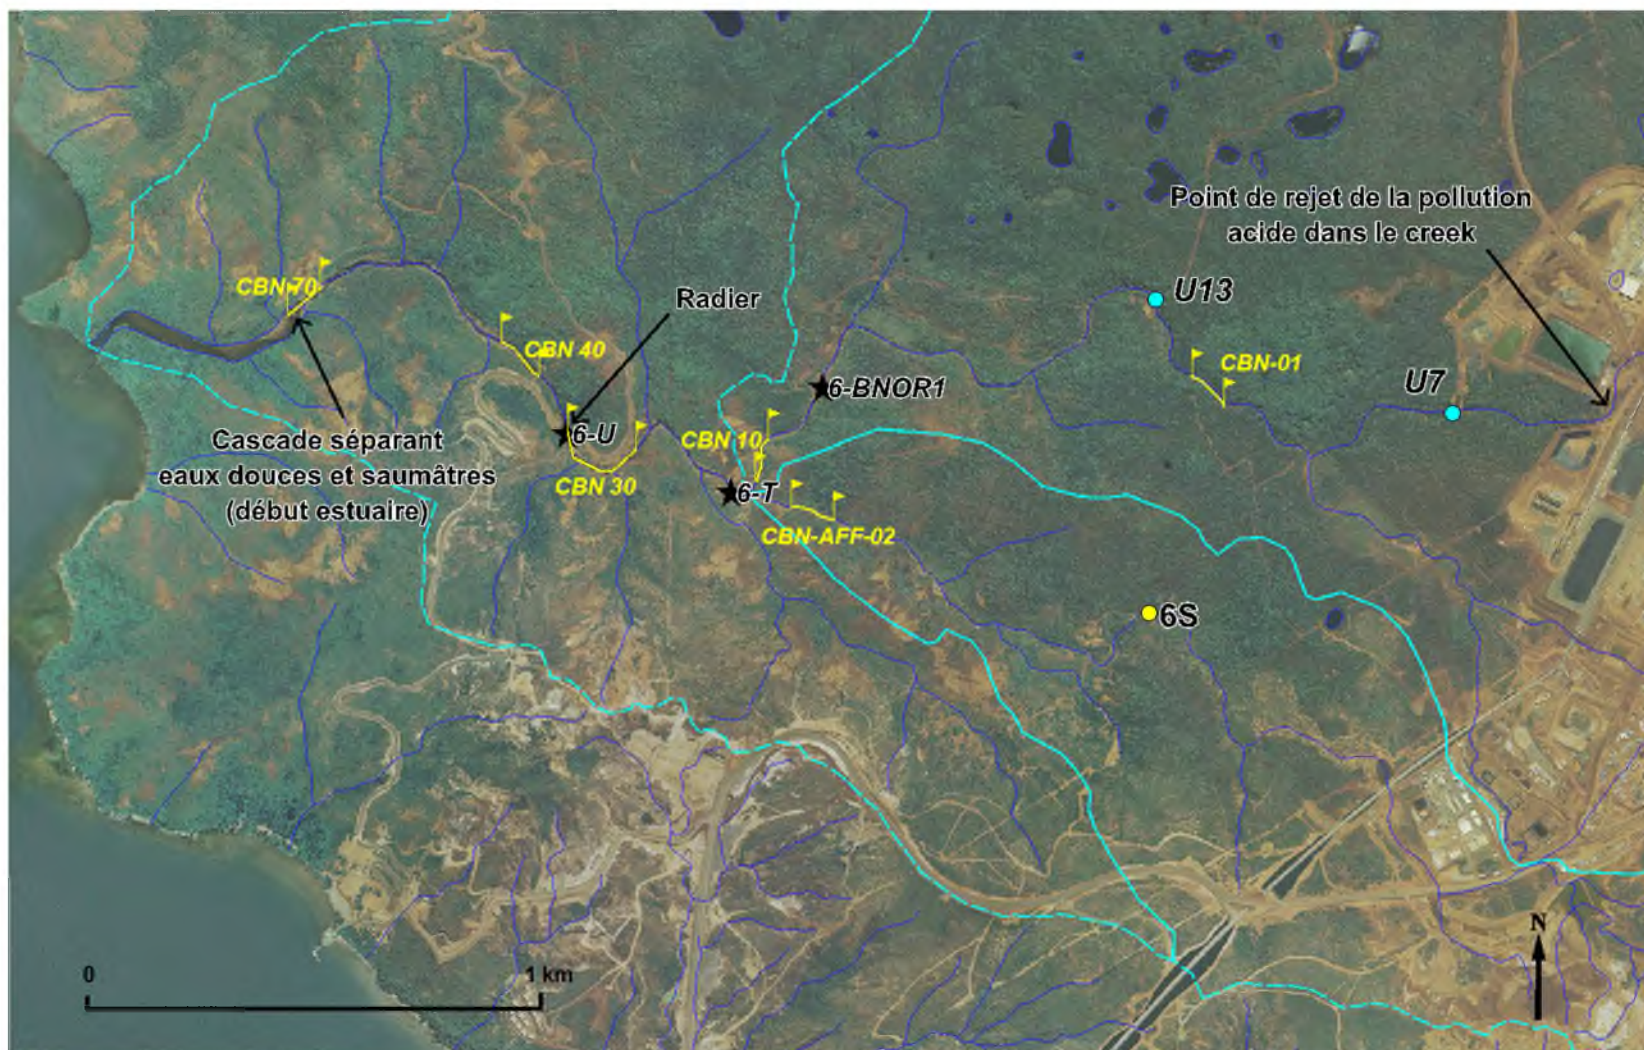 Point de rejet de la pollution
acide dans le creek
U13
CBN 70
Radier
CBN 40
CBN-01
U7
6-BNOR1
Cascade séparant
eaux douces et saumâtres
(début estuaire)
6-U
CBN 10
CBN 30
6-T
CBN-AFF-02
6S
N
0
1 km